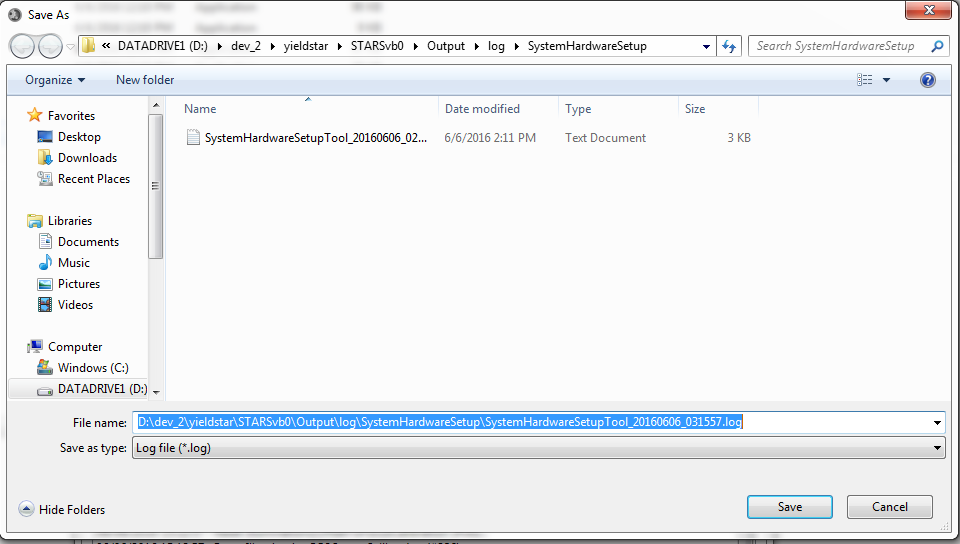 Save As
« DATADRIVE1 (D:) dev_2 yieldstar STARSvb0 Output log SystemHardwareSetup Search SystemHardwareSetup
Organize New folder
Favorites
Desktop
Downloads
Recent Places
Libraries
Documents
Music
Pictures
Videos
Computer
Windows (C:)
DATADRIVE1 (D:)
Name Date modified Type Size
SystemHardwareSetupTool_20160606_02... 6/6/2016 2:11 PM Text Document 3 KB
File name: D:\dev_2\yieldstar\STARSvb0\Output\log\SystemHardwareSetup\SystemHardwareSetupTool_20160606_031557.log
Save as type: Log file (*.log)
Hide Folders Save Cancel